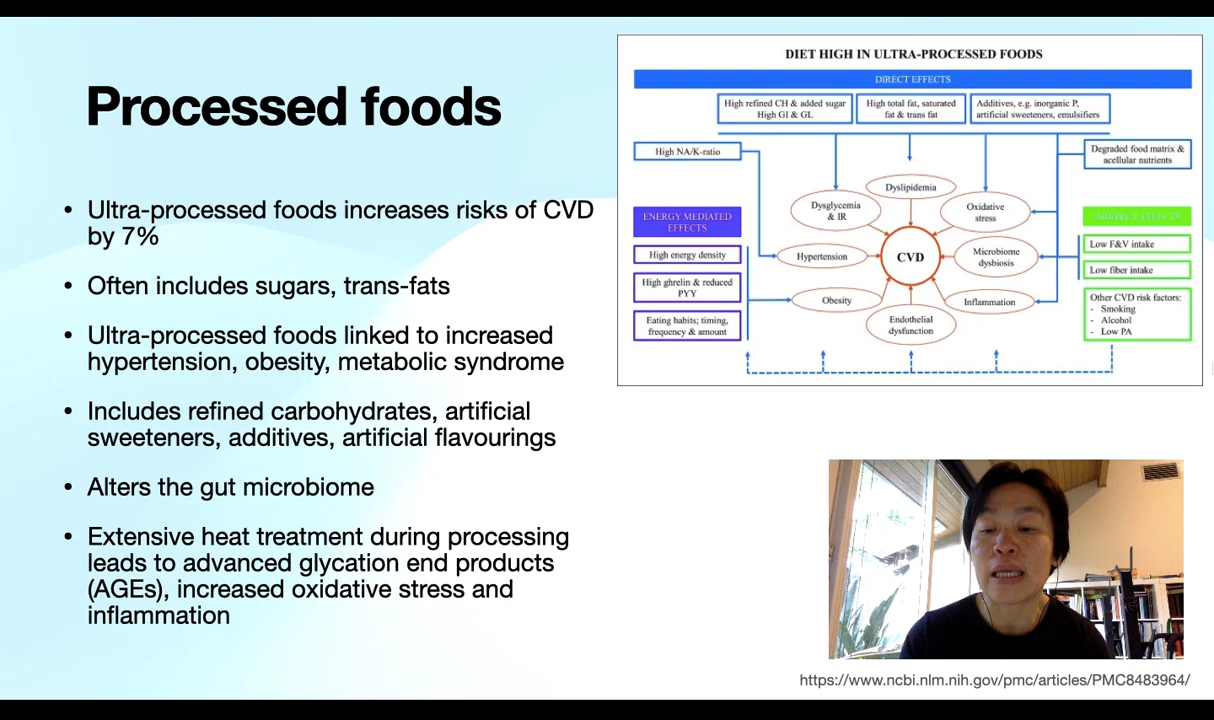 Processed foods
• Ultra-processed foods increases risks of CVD
by 7%
• Often includes sugars, trans-fats
• Ultra-processed foods linked to increased
hypertension, obesity, metabolic syndrome
• Includes refined carbohydrates, artificial
sweeteners, additives, artificial flavourings
• Alters the gut microbiome
• Extensive heat treatment during processing
leads to advanced glycation end products
(AGEs), increased oxidative stress and
inflammation
DIET HIGH IN ULTRA-PROCESSED FOODS
DIRECT EFFECTS
High refined CH & added sugar
High GI & GL
High total fat, saturated
fat & trans fat
Additives, e.g. inorganic P,
artificial sweeteners, emulsifiers
High NA/K-ratio
Degraded food matrix &
acellular nutrients
Dyslipidemia
Dysglycemia
& IR
Oxidative
stress
ENERGY MEDIATED
EFFECTS
INDIRECT EFFECTS
High energy density
High ghrelin & reduced
PYY
Eating habits; timing,
frequency & amount
Hypertension
CVD
Microbiome
dysbiosis
Low F&V intake
Low fiber intake
Obesity
Inflammation
Endothelial
dysfunction
Other CVD risk factors:
- Smoking
- Alcohol
- Low PA
https://www.ncbi.nlm.nih.gov/pmc/articles/PMC8483964/